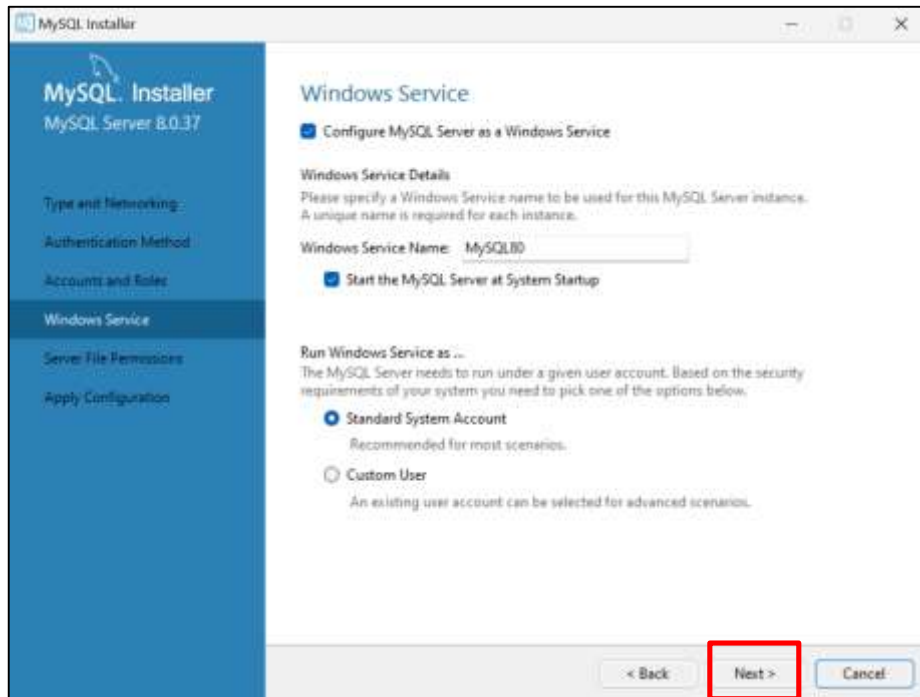 MySQL Installer
MySQL. Installer
MySQL Server 8.0.37
Type and Networking
Authentication Method
Accounts and Roles
Windows Service
Server File Permissions
Apply Configuration
Windows Service
Configure MySQL Server as a Windows Service
Windows Service Details
Please specify a Windows Service name to be used for this MySQL Server instance.
A unique name is required for each instance.
Windows Service Name: MySQL80
Start the MySQL Server at System Startup
Run Windows Service as ...
The MySQL Server needs to run under a given user account. Based on the security
requirements of your system you need to pick one of the options below.
Standard System Account
Recommended for most scenarios.
Custom User
An existing user account can be selected for advanced scenarios.
< Back Next > Cancel